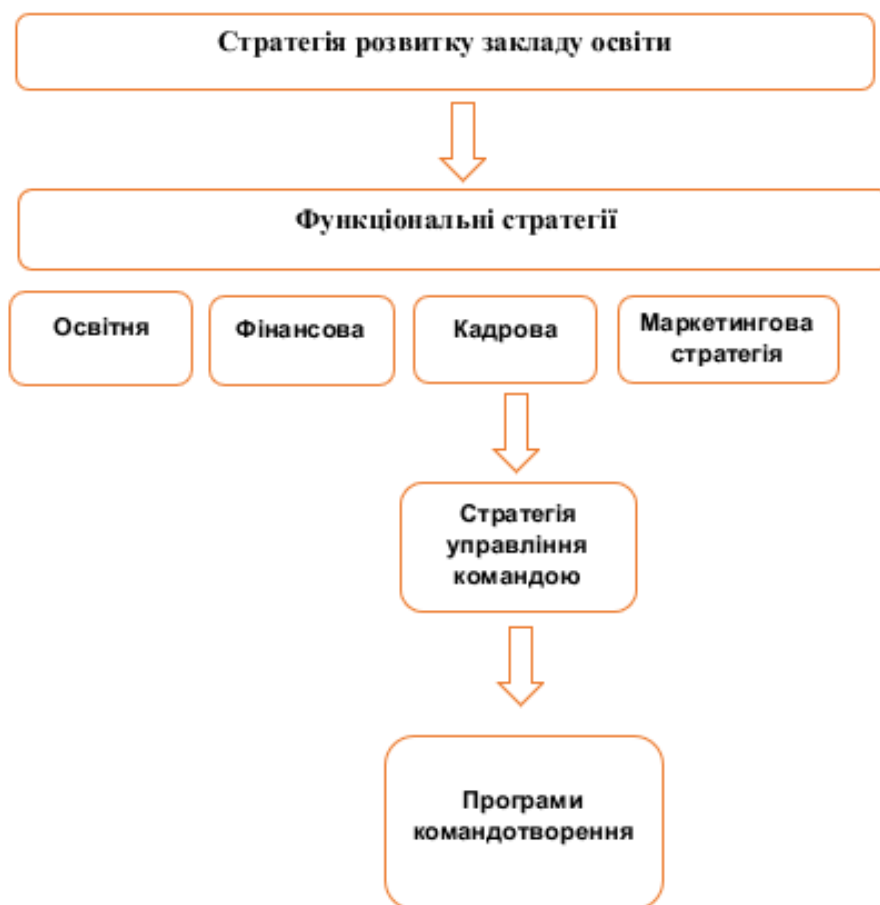 Стратегія розвитку закладу освіти
Функціональні стратегії
Освітня
Фінансова
Кадрова
Маркетингова
стратегія
Стратегія
управління
командою
Програми
командотворення